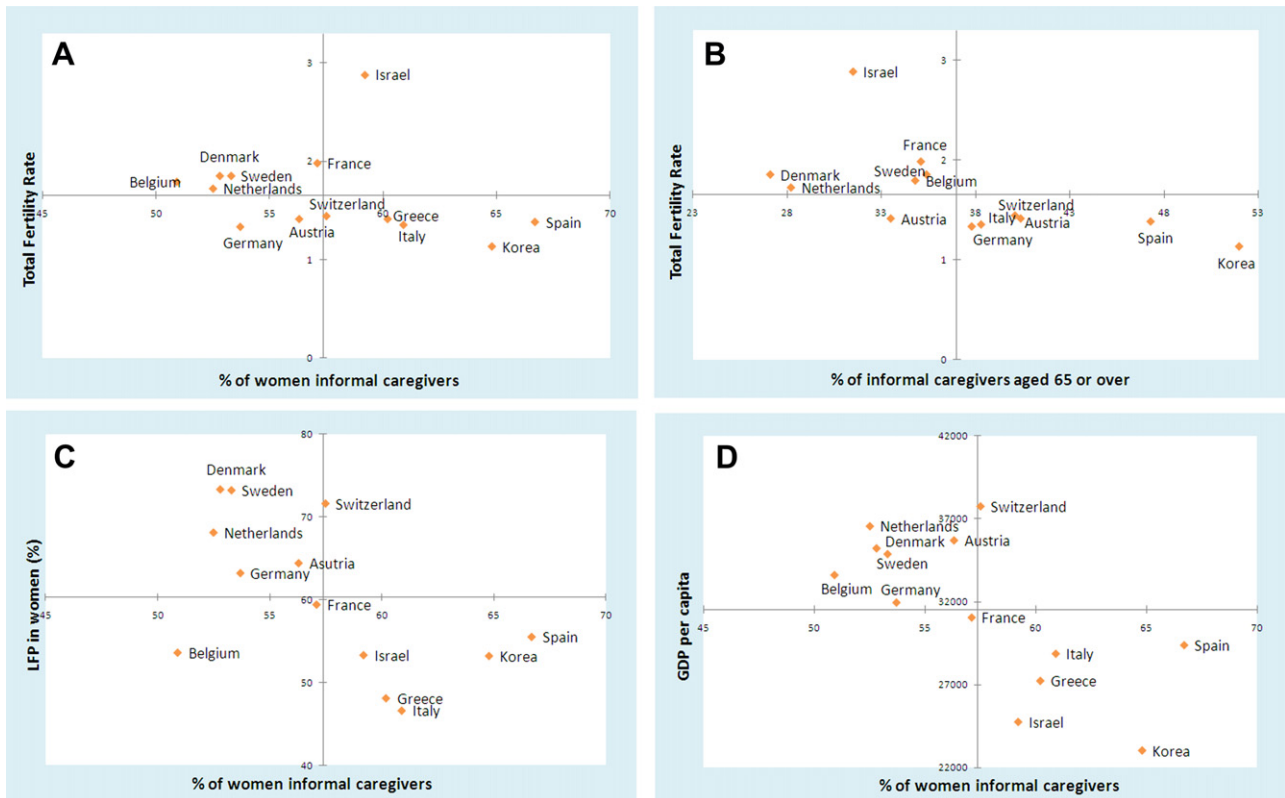 A
3
Israel
Denmark
2
France
Belgium
Sweden
Netherlands
45
50
55
60
65
70
Switzerland
Greece
Spain
Austria
Italy
Germany
Korea
1
0
Total Fertility Rate
% of women informal caregivers
B
3
Israel
France
2
Denmark
Sweden
Netherlands
Belgium
23
28
33
38
43
48
53
Switzerland
Austria
Italy
Austria
Germany
Spain
Korea
1
0
Total Fertility Rate
% of informal caregivers aged 65 or over
C
80
Denmark
Sweden
Switzerland
70
Netherlands
Asutria
Germany
60
France
45
50
55
60
65
70
Spain
Belgium
Israel
Korea
50
Greece
Italy
40
LFP in women (%)
% of women informal caregivers
D
42000
Switzerland
37000
Netherlands
Denmark
Austria
Sweden
Belgium
Germany
32000
France
45
50
55
60
65
70
Italy
Spain
Greece
27000
Israel
Korea
22000
GDP per capita
% of women informal caregivers